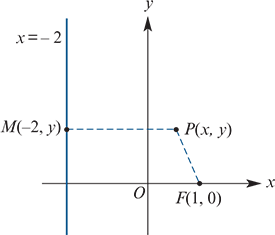 y
x = – 2
M(–2, y)
P(x, y)
O
F(1, 0)
x